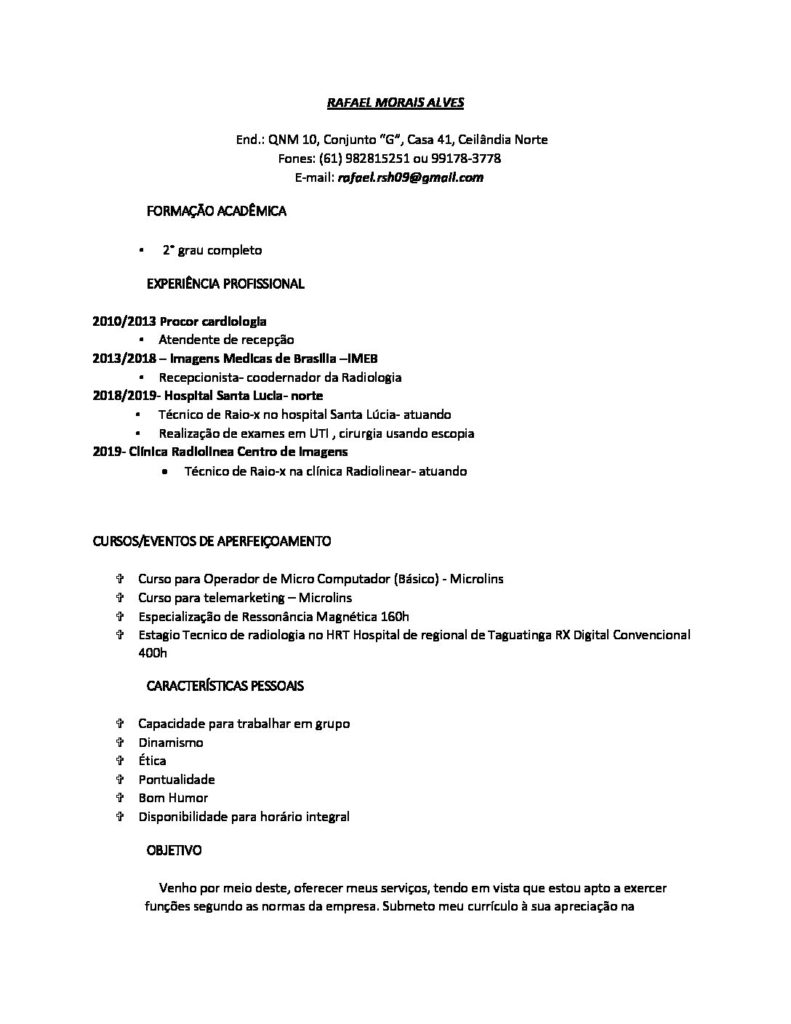 RAFAEL MORAIS ALVES
End.: QNM 10, Conjunto "G", Casa 41, Ceilândia Norte
Fones: (61) 982815251 ou 99178-3778
E-mail: rafael.rsh09@gmail.com
FORMAÇÃO ACADÊMICA
▪ 2° grau completo
EXPERIÊNCIA PROFISSIONAL
2010/2013 Procor cardiologia
▪ Atendente de recepção
2013/2018 – Imagens Medicas de Brasília –IMEB
▪ Recepcionista- coodernador da Radiologia
2018/2019- Hospital Santa Lucia- norte
▪ Técnico de Raio-x no hospital Santa Lúcia- atuando
▪ Realização de exames em UTI , cirurgia usando escopia
2019- Clínica Radiolinea Centro de Imagens
● Técnico de Raio-x na clínica Radiolinear- atuando
CURSOS/EVENTOS DE APERFEIÇOAMENTO
✞ Curso para Operador de Micro Computador (Básico) - Microlins
✞ Curso para telemarketing – Microlins
✞ Especialização de Ressonância Magnética 160h
✞ Estagio Tecnico de radiologia no HRT Hospital de regional de Taguatinga RX Digital Convencional
400h
CARACTERÍSTICAS PESSOAIS
✞ Capacidade para trabalhar em grupo
✞ Dinamismo
✞ Ética
✞ Pontualidade
✞ Bom Humor
✞ Disponibilidade para horário integral
OBJETIVO
Venho por meio deste, oferecer meus serviços, tendo em vista que estou apto a exercer
funções segundo as normas da empresa. Submeto meu currículo à sua apreciação na